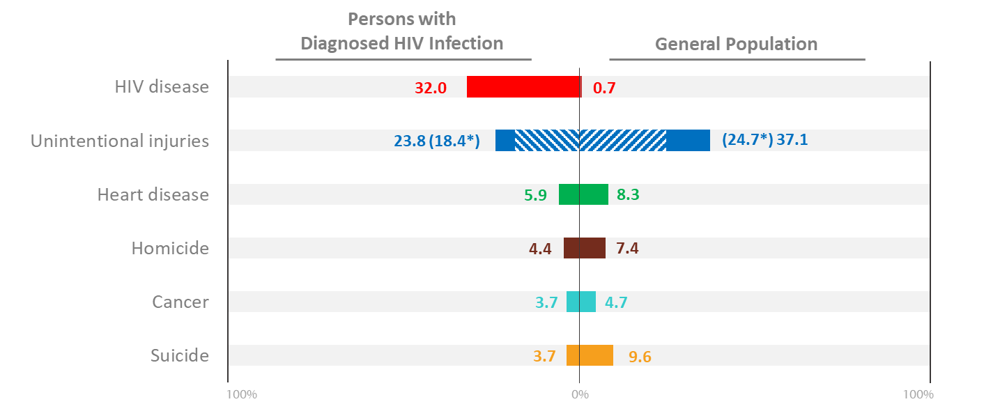 Persons with
Diagnosed HIV Infection
General Population
HIV disease 32.0 0.7
Unintentional injuries 23.8 (18.4*) (24.7*) 37.1
Heart disease 5.9 8.3
Homicide 4.4 7.4
Cancer 3.7 4.7
Suicide 3.7 9.6
100% 0% 100%